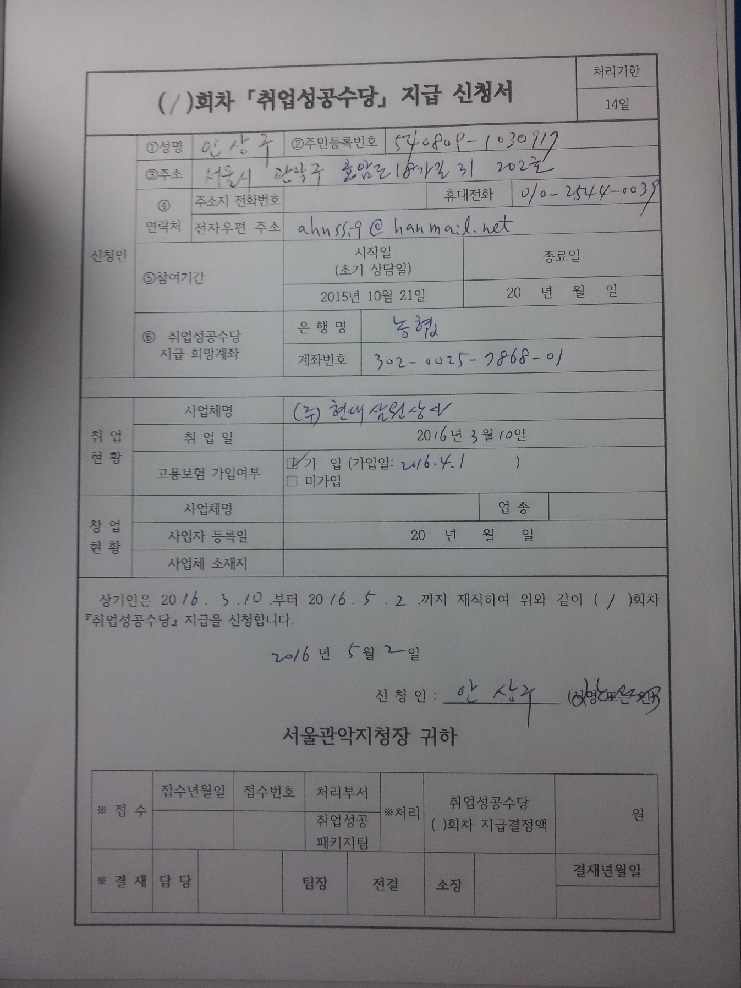 ( / )회차 「취업성공수당」 지급 신청서
처리기한
14일
신청인
①성명 안상주 ②주민등록번호 540809-1030917
③주소 서울시 관악구 호암로 18가길 31 202호
④ 연락처
주소지 전화번호 휴대전화 010-2544-0039
전자우편 주소 ahnssj9@hanmail.net
⑤참여기간
시작일 (초기 상담일) 종료일
2015년 10월 21일 20 년 월 일
⑥ 취업성공수당 지급 희망계좌
은 행 명 농협
계좌번호 302-0025-7868-01
취 업 현 황
사업체명 (주) 현대삼원상사
취 업 일 2016년 3월 10일
고용보험 가입여부 ☑ 가 입 (가입일: 2016.4.1 )
□ 미가입
창 업 현 황
사업체명 업 종
사업자 등록일 20 년 월 일
사업체 소재지
상기인은 2016.3.10.부터 2016.5.2.까지 재직하여 위와 같이 ( / )회차
『취업성공수당』 지급을 신청합니다.
2016년 5월 2일
신 청 인 : 안 상주 (서명 또는 인)
서울관악지청장 귀하
※ 접 수 접수년월일 접수번호 처리부서 ※처리 취업성공수당 ( )회차 지급결정액 원
취업성공 패키지팀
※ 결 재 담 당 팀장 전결 소장 결재년월일